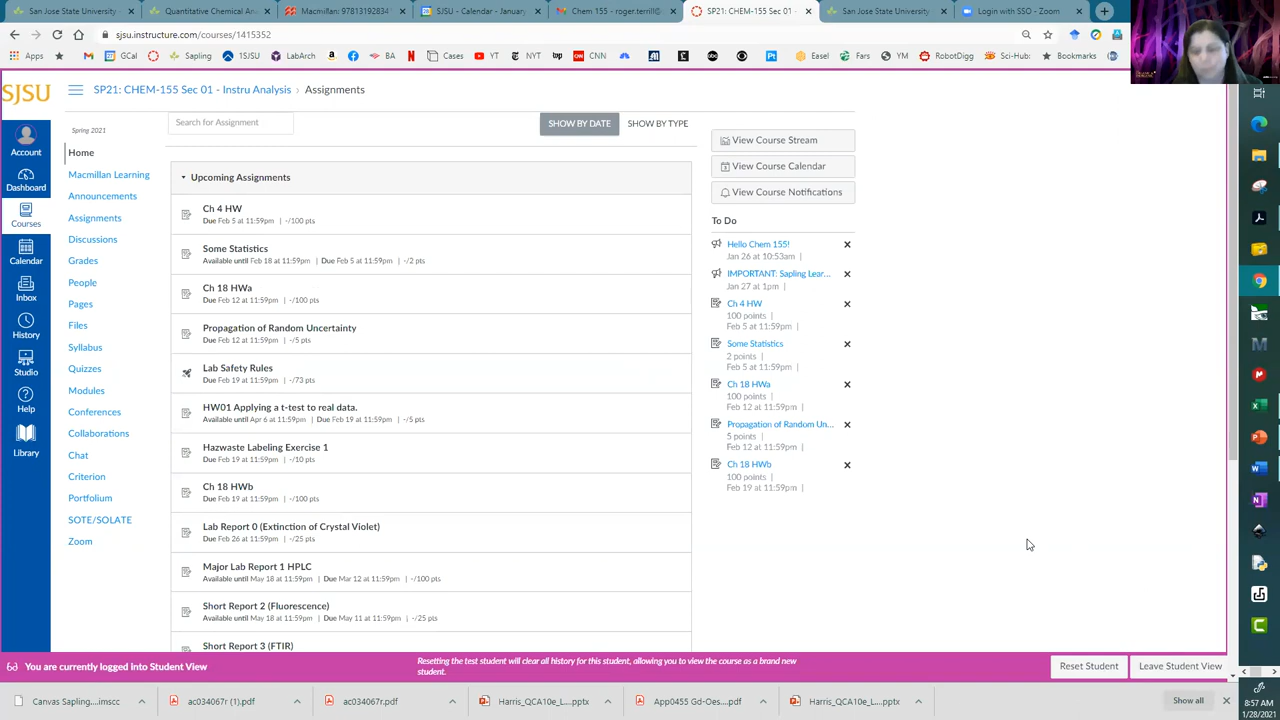 San Jose State University
Quantitative Chemical Analysis
Macmillan: 978131928341
SJSU - Calendar - January
Chem 155 - roger.terrill@
SP21: CHEM-155 Sec 01 -
San Jose State University
Login with SSO - Zoom
sjsu.instructure.com/courses/1415352
Apps
GCal
Sapling
1SJSU
LabArch
BA
Cases
YT
NYT
CNN
Easel
Fars
YM
RobotDigg
Sci-Hub:
Bookmarks
SJSU
SP21: CHEM-155 Sec 01 - Instru Analysis
Assignments
Account
Dashboard
Courses
Calendar
Inbox
History
Studio
Help
Library
Spring 2021
Home
Macmillan Learning
Announcements
Assignments
Discussions
Grades
People
Pages
Files
Syllabus
Quizzes
Modules
Conferences
Collaborations
Chat
Criterion
Portfolium
SOTE/SOLATE
Zoom
Search for Assignment
SHOW BY DATE
SHOW BY TYPE
Upcoming Assignments
Ch 4 HW
Due Feb 5 at 11:59pm | -/100 pts
Some Statistics
Available until Feb 18 at 11:59pm | Due Feb 5 at 11:59pm | -/2 pts
Ch 18 HWa
Due Feb 12 at 11:59pm | -/100 pts
Propagation of Random Uncertainty
Due Feb 12 at 11:59pm | -/5 pts
Lab Safety Rules
Due Feb 19 at 11:59pm | -/73 pts
HW01 Applying a t-test to real data.
Available until Apr 6 at 11:59pm | Due Feb 19 at 11:59pm | -/5 pts
Hazwaste Labeling Exercise 1
Due Feb 19 at 11:59pm | -/10 pts
Ch 18 HWb
Due Feb 19 at 11:59pm | -/100 pts
Lab Report 0 (Extinction of Crystal Violet)
Due Feb 26 at 11:59pm | -/25 pts
Major Lab Report 1 HPLC
Available until May 18 at 11:59pm | Due Mar 12 at 11:59pm | -/100 pts
Short Report 2 (Fluorescence)
Available until May 18 at 11:59pm | Due May 11 at 11:59pm | -/25 pts
Short Report 3 (FTIR)
View Course Stream
View Course Calendar
View Course Notifications
To Do
Hello Chem 155!
Jan 26 at 10:53am |
IMPORTANT: Sapling Lear...
Jan 27 at 1pm |
Ch 4 HW
100 points |
Feb 5 at 11:59pm |
Some Statistics
2 points |
Feb 5 at 11:59pm |
Ch 18 HWa
100 points |
Feb 12 at 11:59pm |
Propagation of Random Un...
5 points |
Feb 12 at 11:59pm |
Ch 18 HWb
100 points |
Feb 19 at 11:59pm |
You are currently logged into Student View
Resetting the test student will clear all history for this student, allowing you to view the course as a brand new
student.
Reset Student
Leave Student View
Canvas Sapling....imscc
ac034067r (1).pdf
ac034067r.pdf
Harris_QCA10e_L....pptx
App0455 Gd-Oes....pdf
Harris_QCA10e_L....pptx
Show all
8:57 AM
1/28/2021